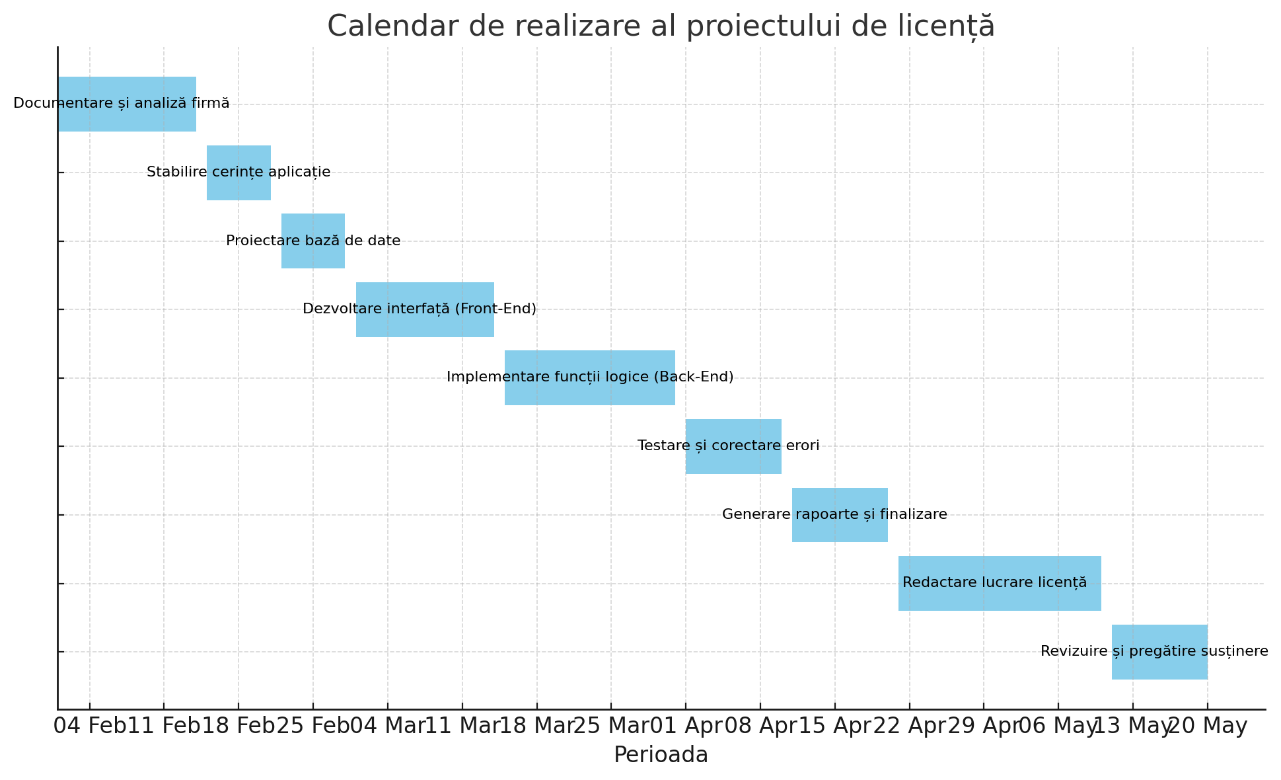 Calendar de realizare al proiectului de licență
Documentare și analiză firmă
Stabilire cerințe aplicație
Proiectare bază de date
Dezvoltare interfață (Front-End)
Implementare funcții logice (Back-End)
Testare și corectare erori
Generare rapoarte și finalizare
Redactare lucrare licență
Revizuire și pregătire susținere
04 Feb 11 Feb 18 Feb 25 Feb 04 Mar 11 Mar 18 Mar 25 Mar 01 Apr 08 Apr 15 Apr 22 Apr 29 Apr 06 May 13 May 20 May
Perioada